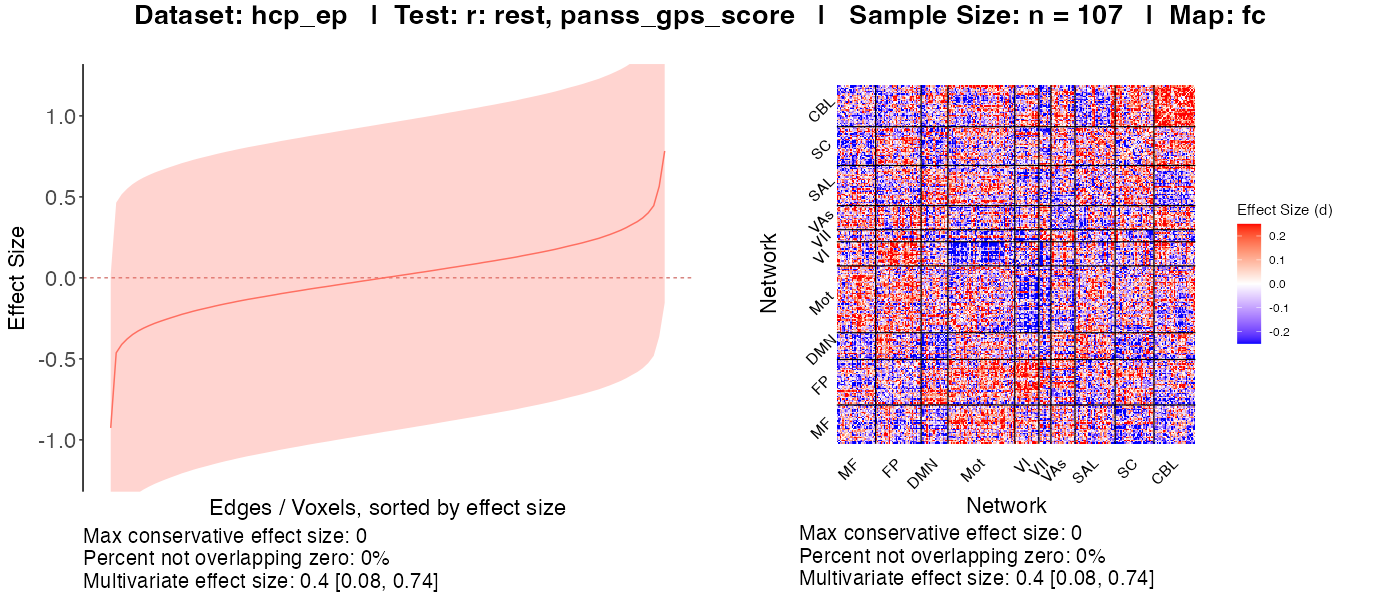 Dataset: hcp_ep | Test: r: rest, panss_gps_score | Sample Size: n = 107 | Map: fc
Effect Size
1.0
0.5
0.0
-0.5
-1.0
Edges / Voxels, sorted by effect size
Max conservative effect size: 0
Percent not overlapping zero: 0%
Multivariate effect size: 0.4 [0.08, 0.74]
Network
CBL
SC
SAL
VAs
VII
VI
Mot
DMN
FP
MF
MF
FP
DMN
Mot
VI
VII
VAs
SAL
SC
CBL
Network
Max conservative effect size: 0
Percent not overlapping zero: 0%
Multivariate effect size: 0.4 [0.08, 0.74]
Effect Size (d)
0.2
0.1
0.0
-0.1
-0.2